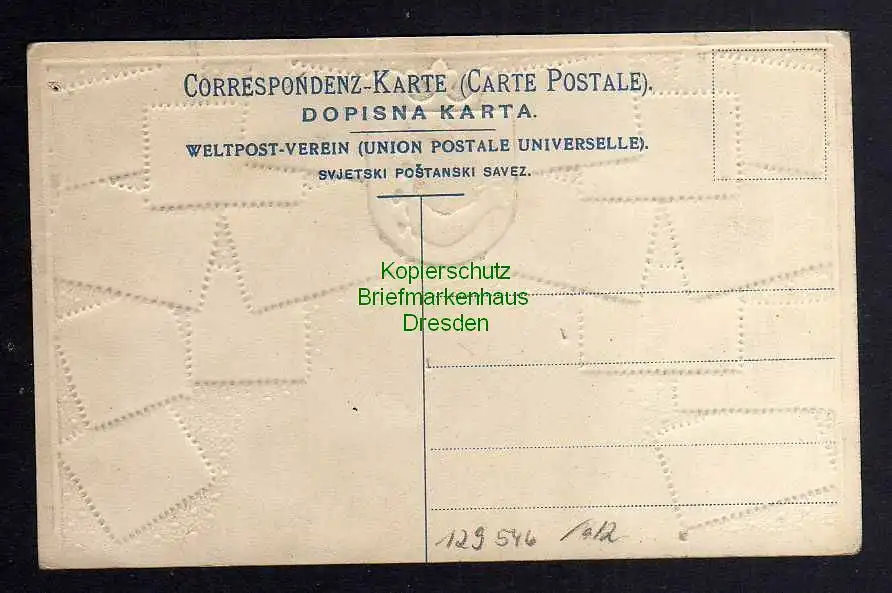 CORRESPONDENZ-KARTE (CARTE POSTALE).
DOPISNA KARTA.
WELTPOST-VEREIN (UNION POSTALE UNIVERSELLE).
SVJETSKI POŠTANSKI SAVEZ.
Kopierschutz
Briefmarkenhaus
Dresden
129 546